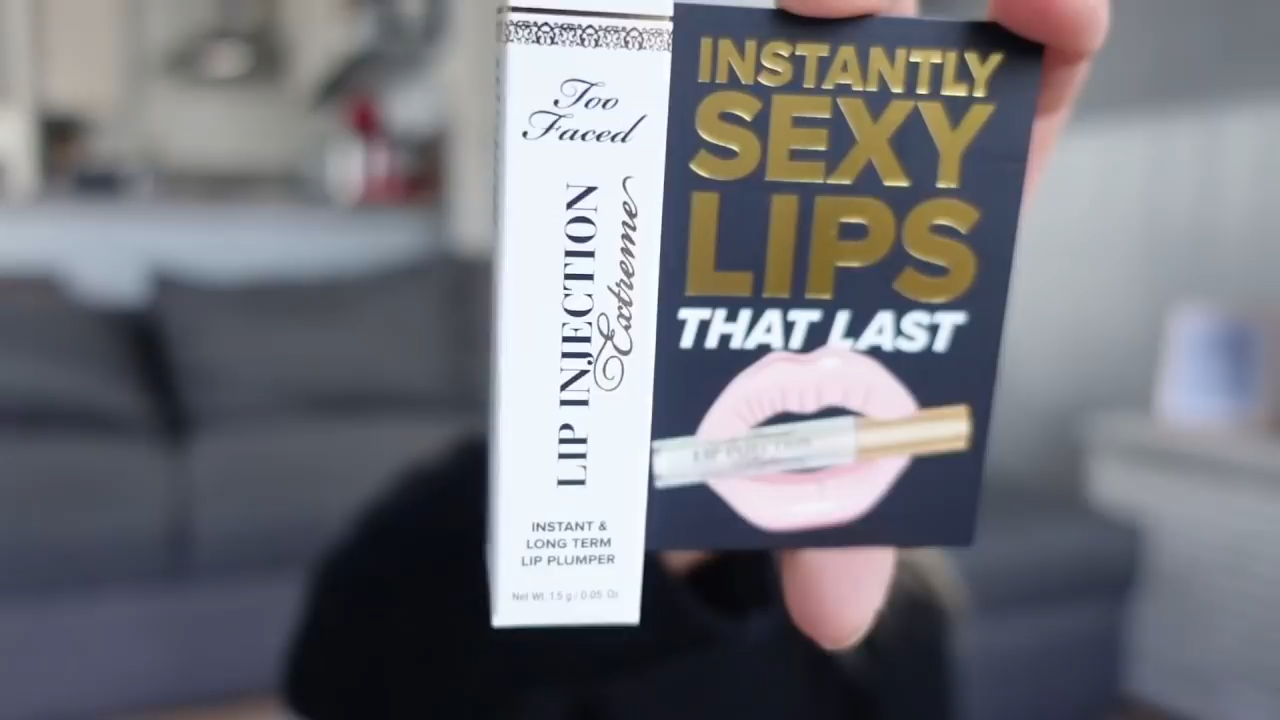 Too
Faced
LIP INJECTION
Extreme
INSTANT &
LONG TERM
LIP PLUMPER
Net Wt. 1.5 g / 0.05 Oz.
INSTANTLY
SEXY
LIPS
THAT LAST